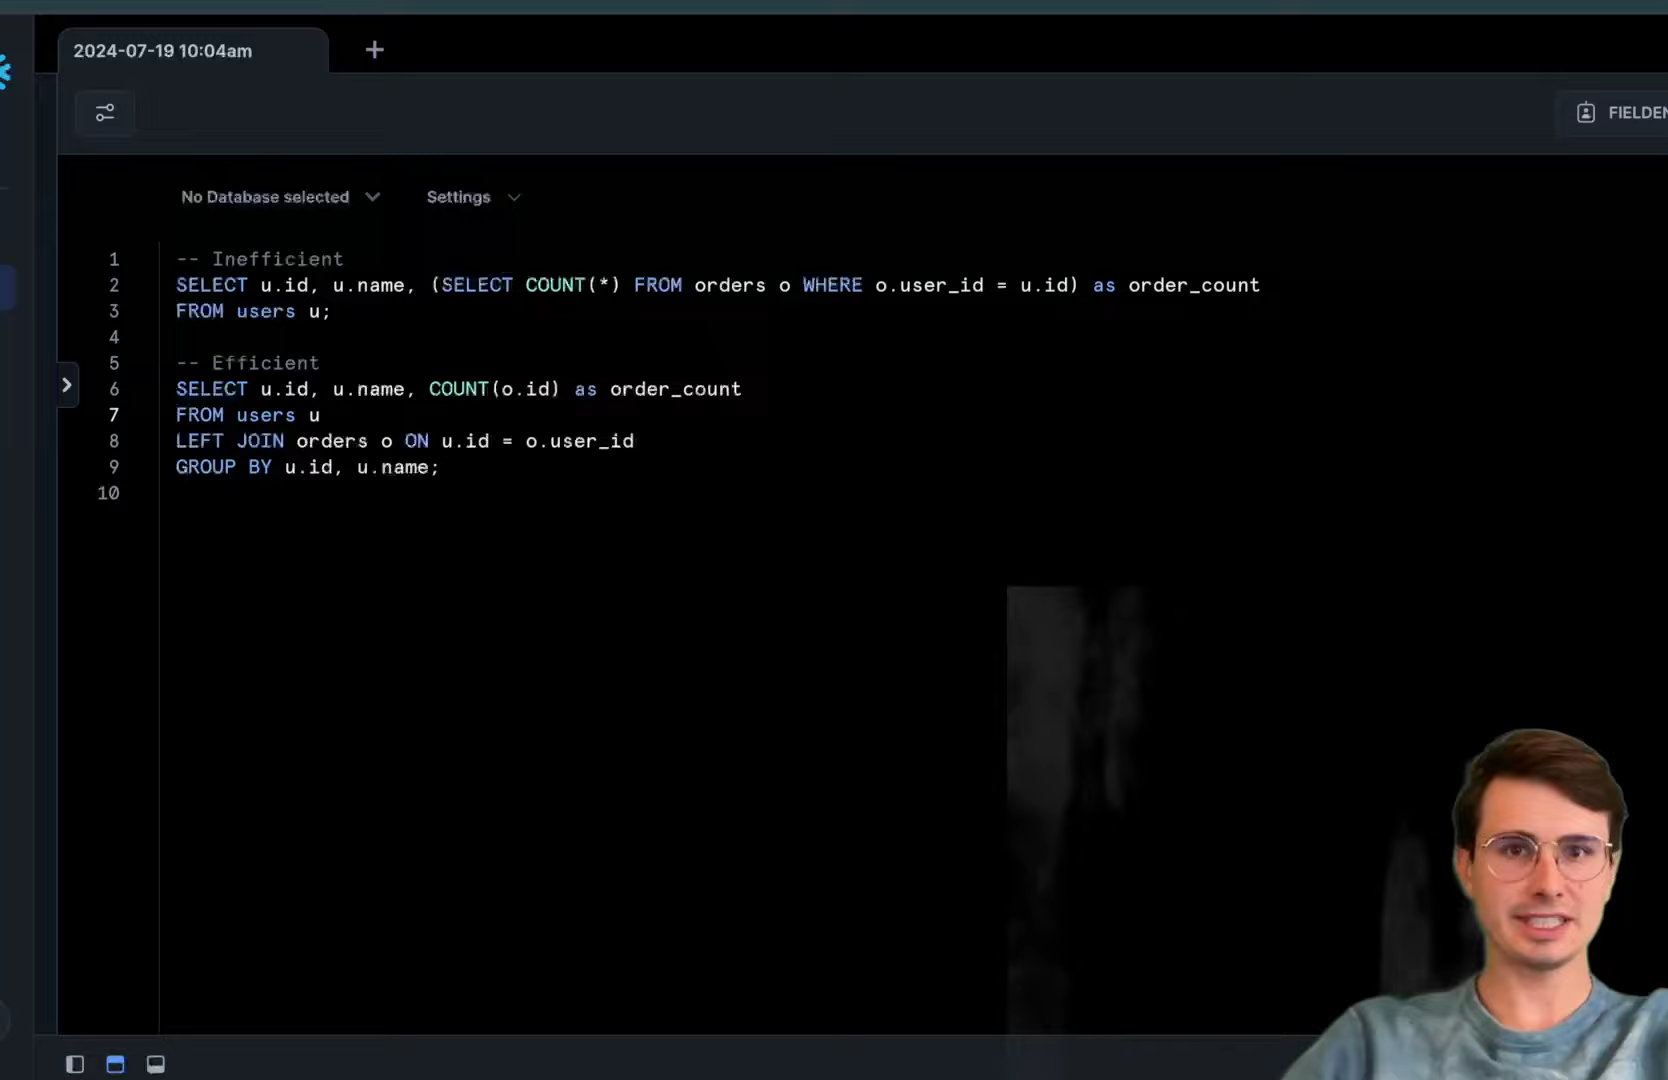 2024-07-19 10:04am +
FIELDEN
No Database selected Settings
1 -- Inefficient
2 SELECT u.id, u.name, (SELECT COUNT(*) FROM orders o WHERE o.user_id = u.id) as order_count
3 FROM users u;
4
5 -- Efficient
6 SELECT u.id, u.name, COUNT(o.id) as order_count
7 FROM users u
8 LEFT JOIN orders o ON u.id = o.user_id
9 GROUP BY u.id, u.name;
10